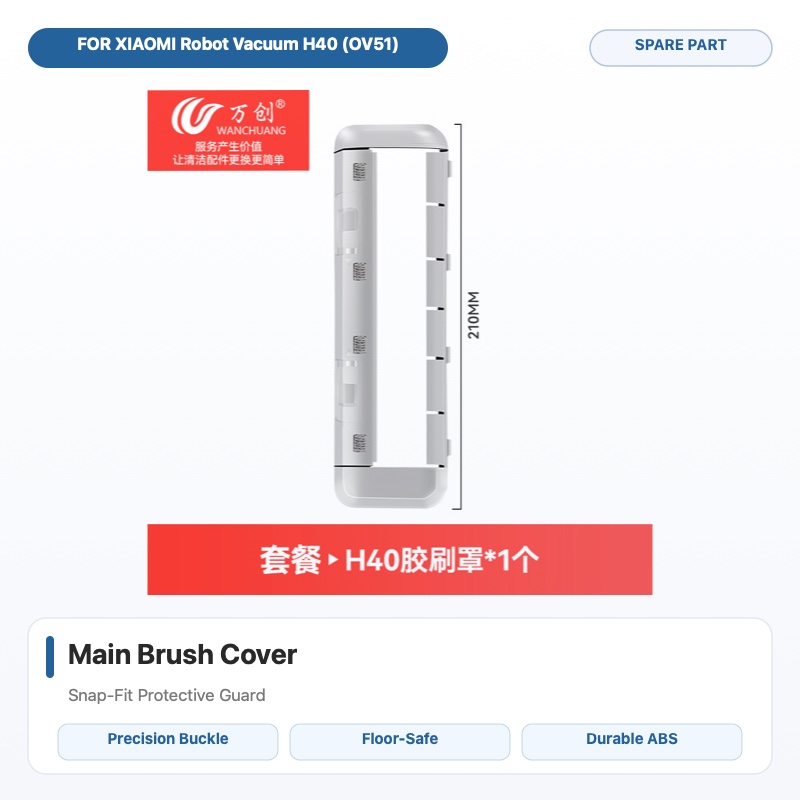 FOR XIAOMI Robot Vacuum H40 (OV51)
SPARE PART
万创®
WANCHUANG
服务产生价值
让清洁配件更换更简单
210MM
套餐▸H40胶刷罩*1个
Main Brush Cover
Snap-Fit Protective Guard
Precision Buckle
Floor-Safe
Durable ABS